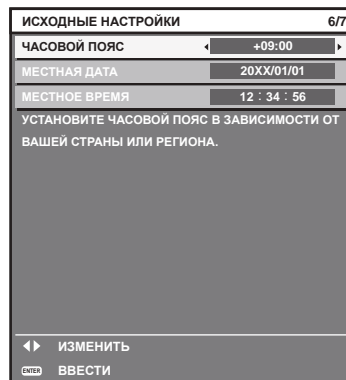 ИСХОДНЫЕ НАСТРОЙКИ 6/7
ЧАСОВОЙ ПОЯС +09:00
МЕСТНАЯ ДАТА 20XX/01/01
МЕСТНОЕ ВРЕМЯ 12 : 34 : 56
УСТАНОВИТЕ ЧАСОВОЙ ПОЯС В ЗАВИСИМОСТИ ОТ
ВАШЕЙ СТРАНЫ ИЛИ РЕГИОНА.
ИЗМЕНИТЬ
ENTER ВВЕСТИ